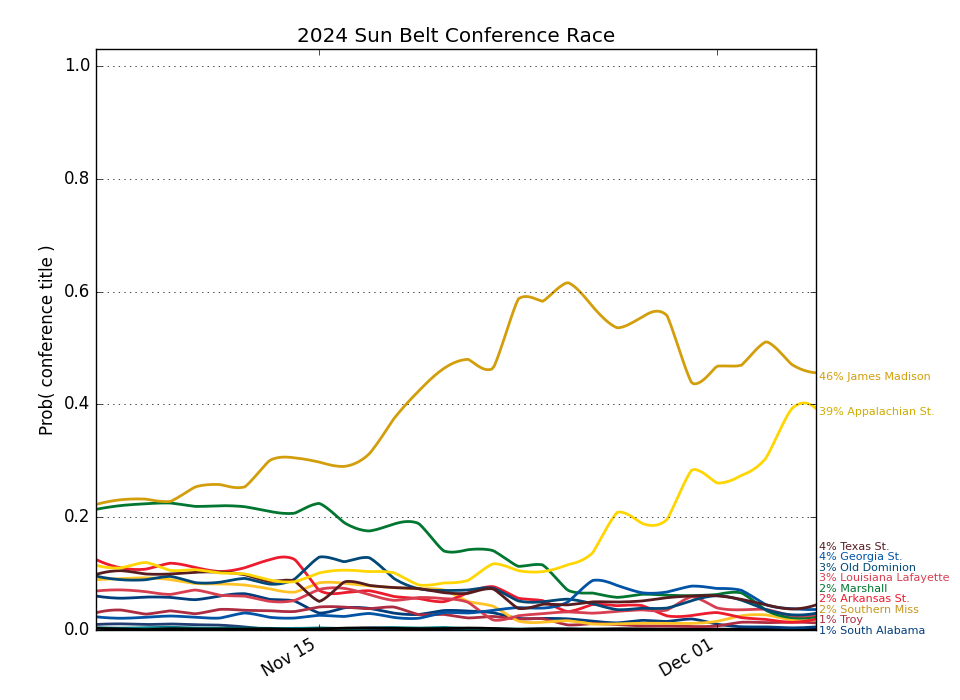 2024 Sun Belt Conference Race
Prob( conference title )
1.0
0.8
0.6
0.4
0.2
0.0
Nov 15
Dec 01
46% James Madison
39% Appalachian St.
4% Texas St.
4% Georgia St.
3% Old Dominion
3% Louisiana Lafayette
2% Marshall
2% Arkansas St.
2% Southern Miss
1% Troy
1% South Alabama